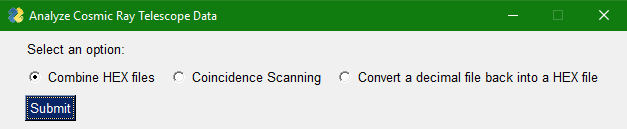 Analyze Cosmic Ray Telescope Data
Select an option:
Combine HEX files Coincidence Scanning Convert a decimal file back into a HEX file
Submit